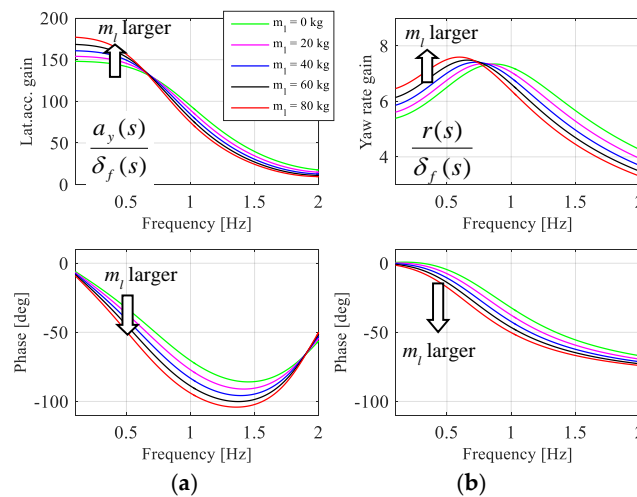 m_l larger
a_y(s)
δ_f(s)
Lat.acc. gain
200
150
100
50
0
0.5
1
1.5
2
Frequency [Hz]
m_l = 0 kg
m_l = 20 kg
m_l = 40 kg
m_l = 60 kg
m_l = 80 kg
m_l larger
r(s)
δ_f(s)
Yaw rate gain
8
6
4
0.5
1
1.5
2
Frequency [Hz]
m_l larger
Phase [deg]
0
-50
-100
0.5
1
1.5
2
Frequency [Hz]
(a)
m_l larger
Phase [deg]
0
-50
-100
0.5
1
1.5
2
Frequency [Hz]
(b)